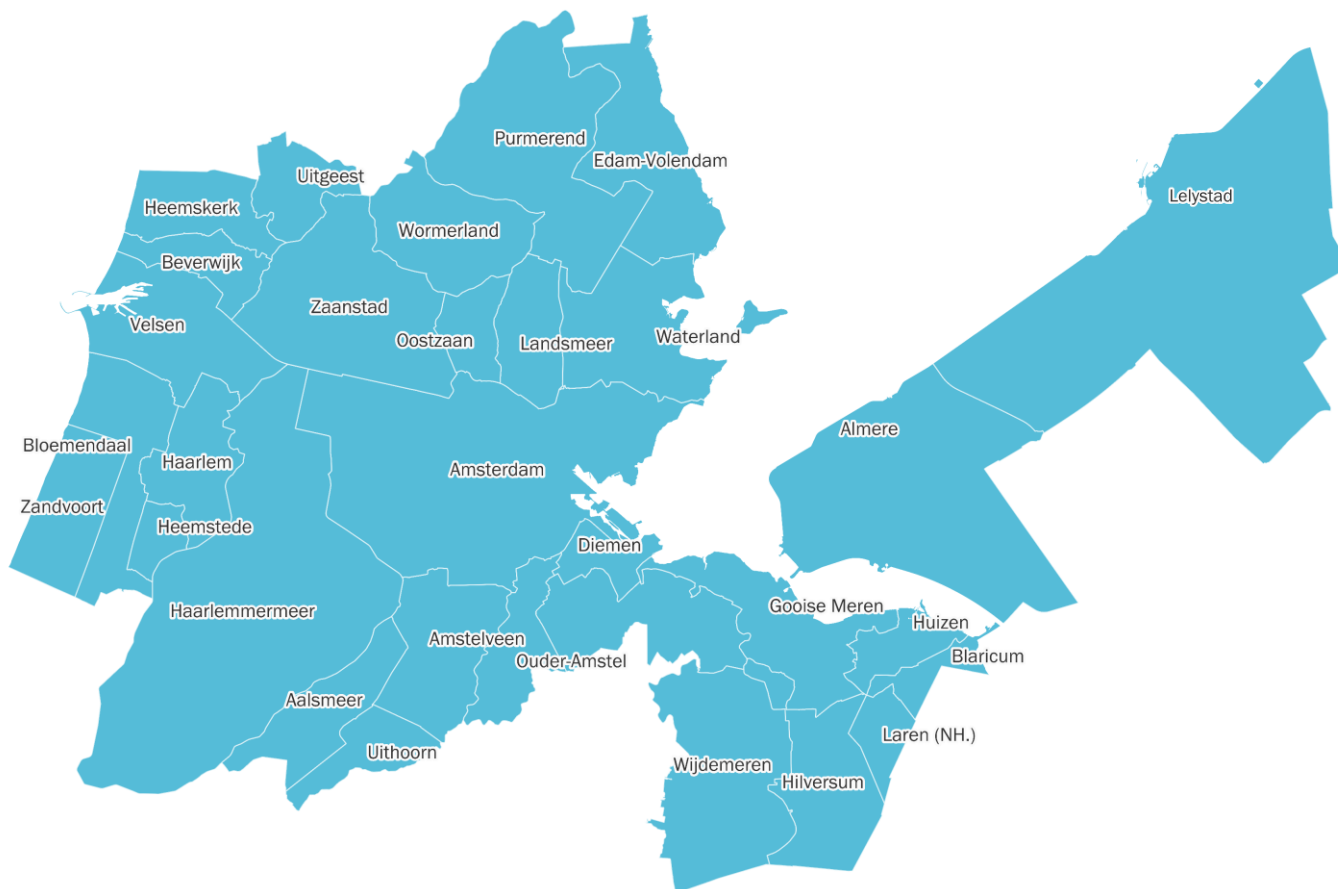 Purmerend
Edam-Volendam
Uitgeest
Lelystad
Heemskerk
Wormerland
Beverwijk
Zaanstad
Velsen
Oostzaan
Landsmeer
Waterland
Almere
Bloemendaal
Haarlem
Amsterdam
Zandvoort
Heemstede
Diemen
Haarlemmermeer
Gooise Meren
Huizen
Amstelveen
Blaricum
Ouder-Amstel
Aalsmeer
Laren (NH.)
Uithoorn
Wijdemeren
Hilversum